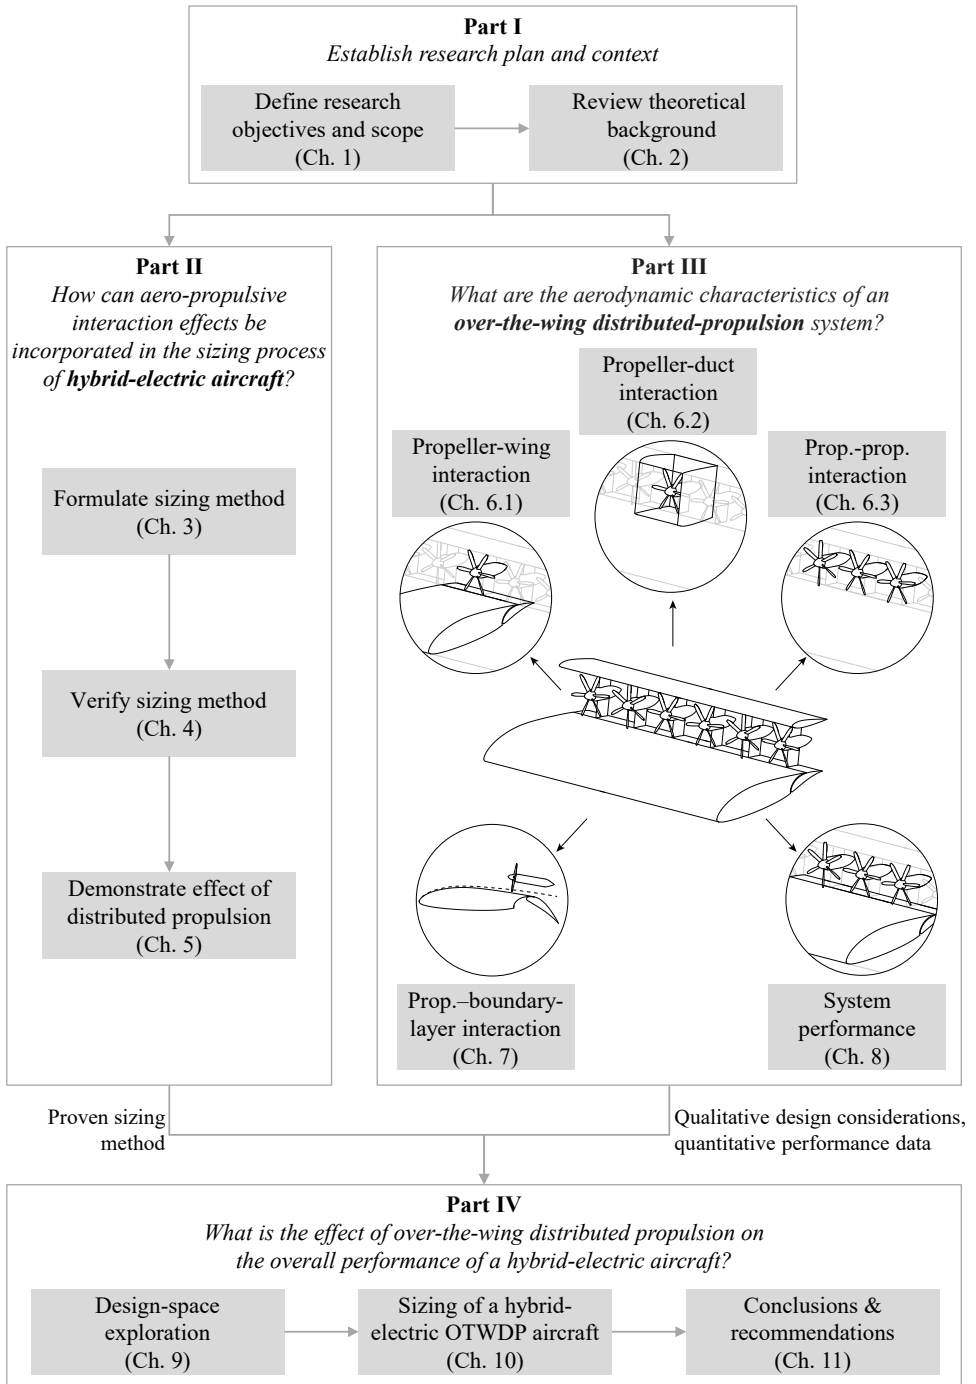 Part I
Establish research plan and context
Define research
objectives and scope
(Ch. 1)
Review theoretical
background
(Ch. 2)
Part II
How can aero-propulsive
interaction effects be
incorporated in the sizing process
of hybrid-electric aircraft?
Formulate sizing method
(Ch. 3)
Verify sizing method
(Ch. 4)
Demonstrate effect of
distributed propulsion
(Ch. 5)
Part III
What are the aerodynamic characteristics of an
over-the-wing distributed-propulsion system?
Propeller-duct
interaction
(Ch. 6.2)
Propeller-wing
interaction
(Ch. 6.1)
Prop.-prop.
interaction
(Ch. 6.3)
Prop.–boundary-
layer interaction
(Ch. 7)
System
performance
(Ch. 8)
Proven sizing
method
Qualitative design considerations,
quantitative performance data
Part IV
What is the effect of over-the-wing distributed propulsion on
the overall performance of a hybrid-electric aircraft?
Design-space
exploration
(Ch. 9)
Sizing of a hybrid-
electric OTWDP aircraft
(Ch. 10)
Conclusions &
recommendations
(Ch. 11)